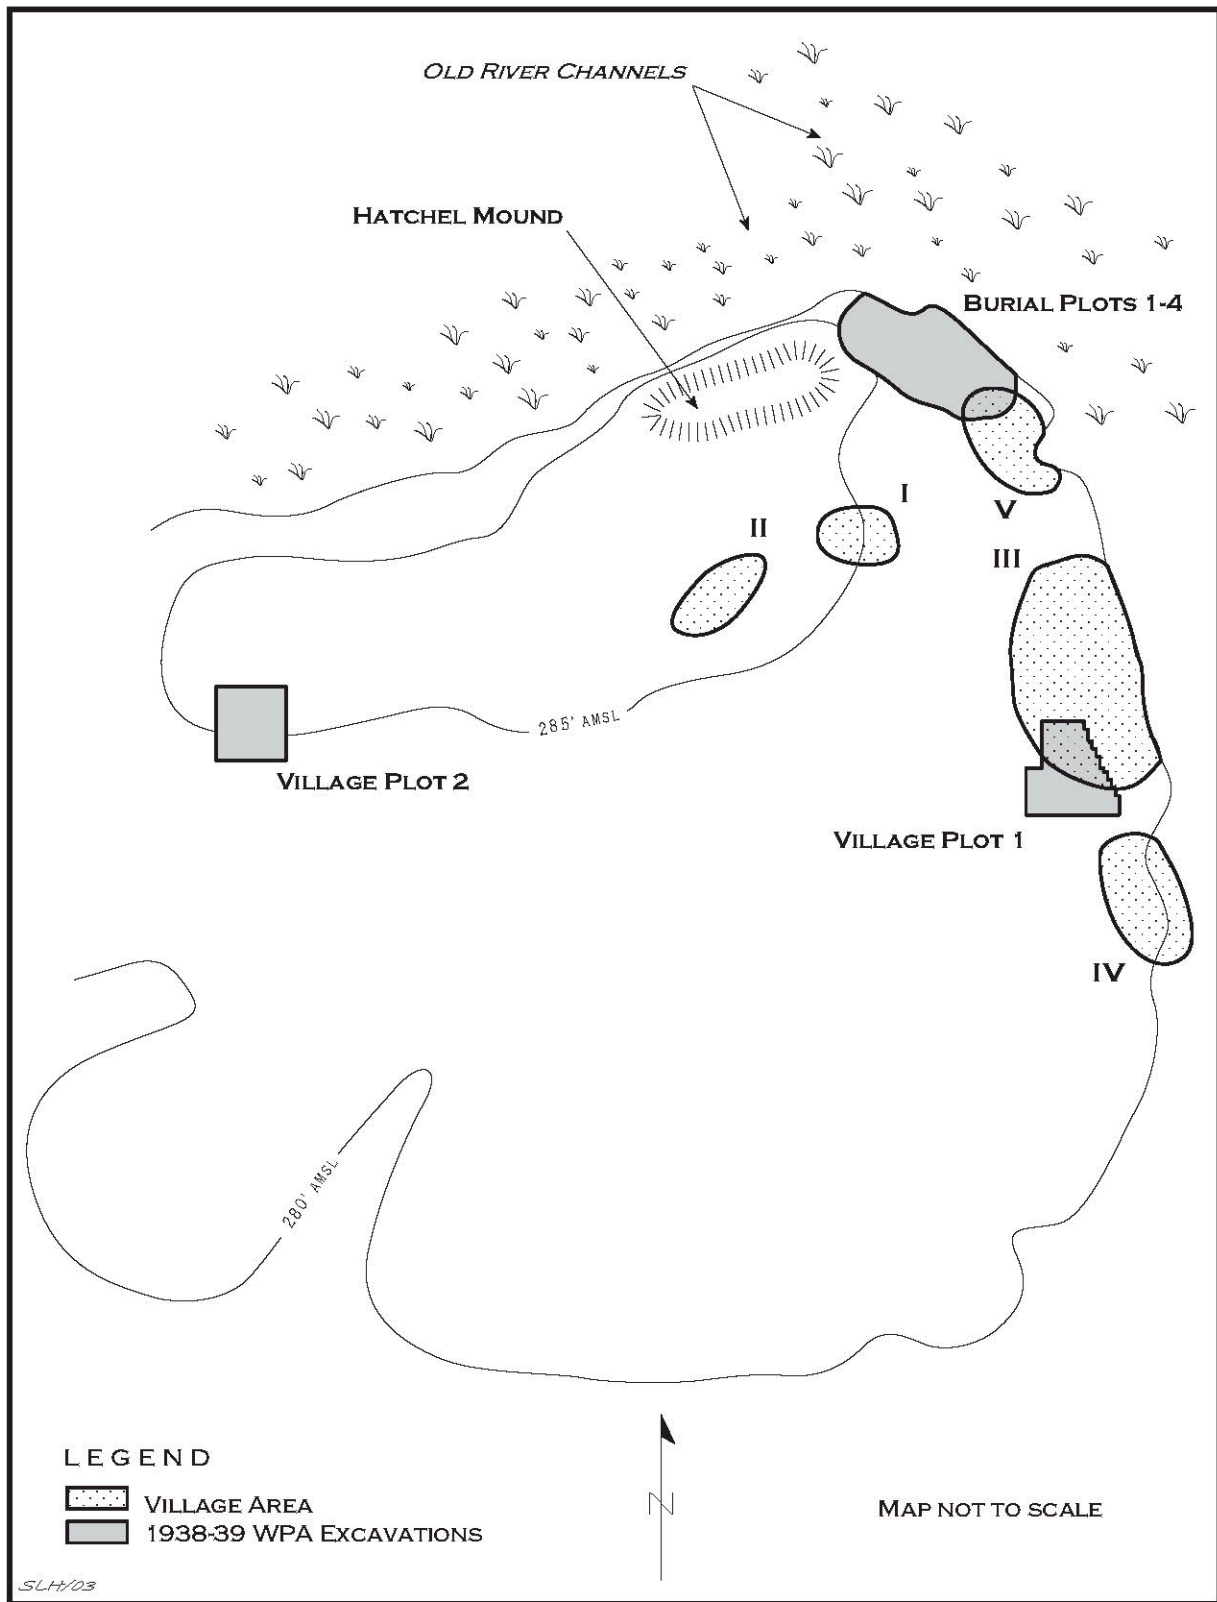 OLD RIVER CHANNELS
HATCHEL MOUND
BURIAL PLOTS 1-4
I
V
II
III
285' AMSL
VILLAGE PLOT 2
VILLAGE PLOT 1
IV
280' AMSL
LEGEND
VILLAGE AREA
1938-39 WPA EXCAVATIONS
N
MAP NOT TO SCALE
SLH/03